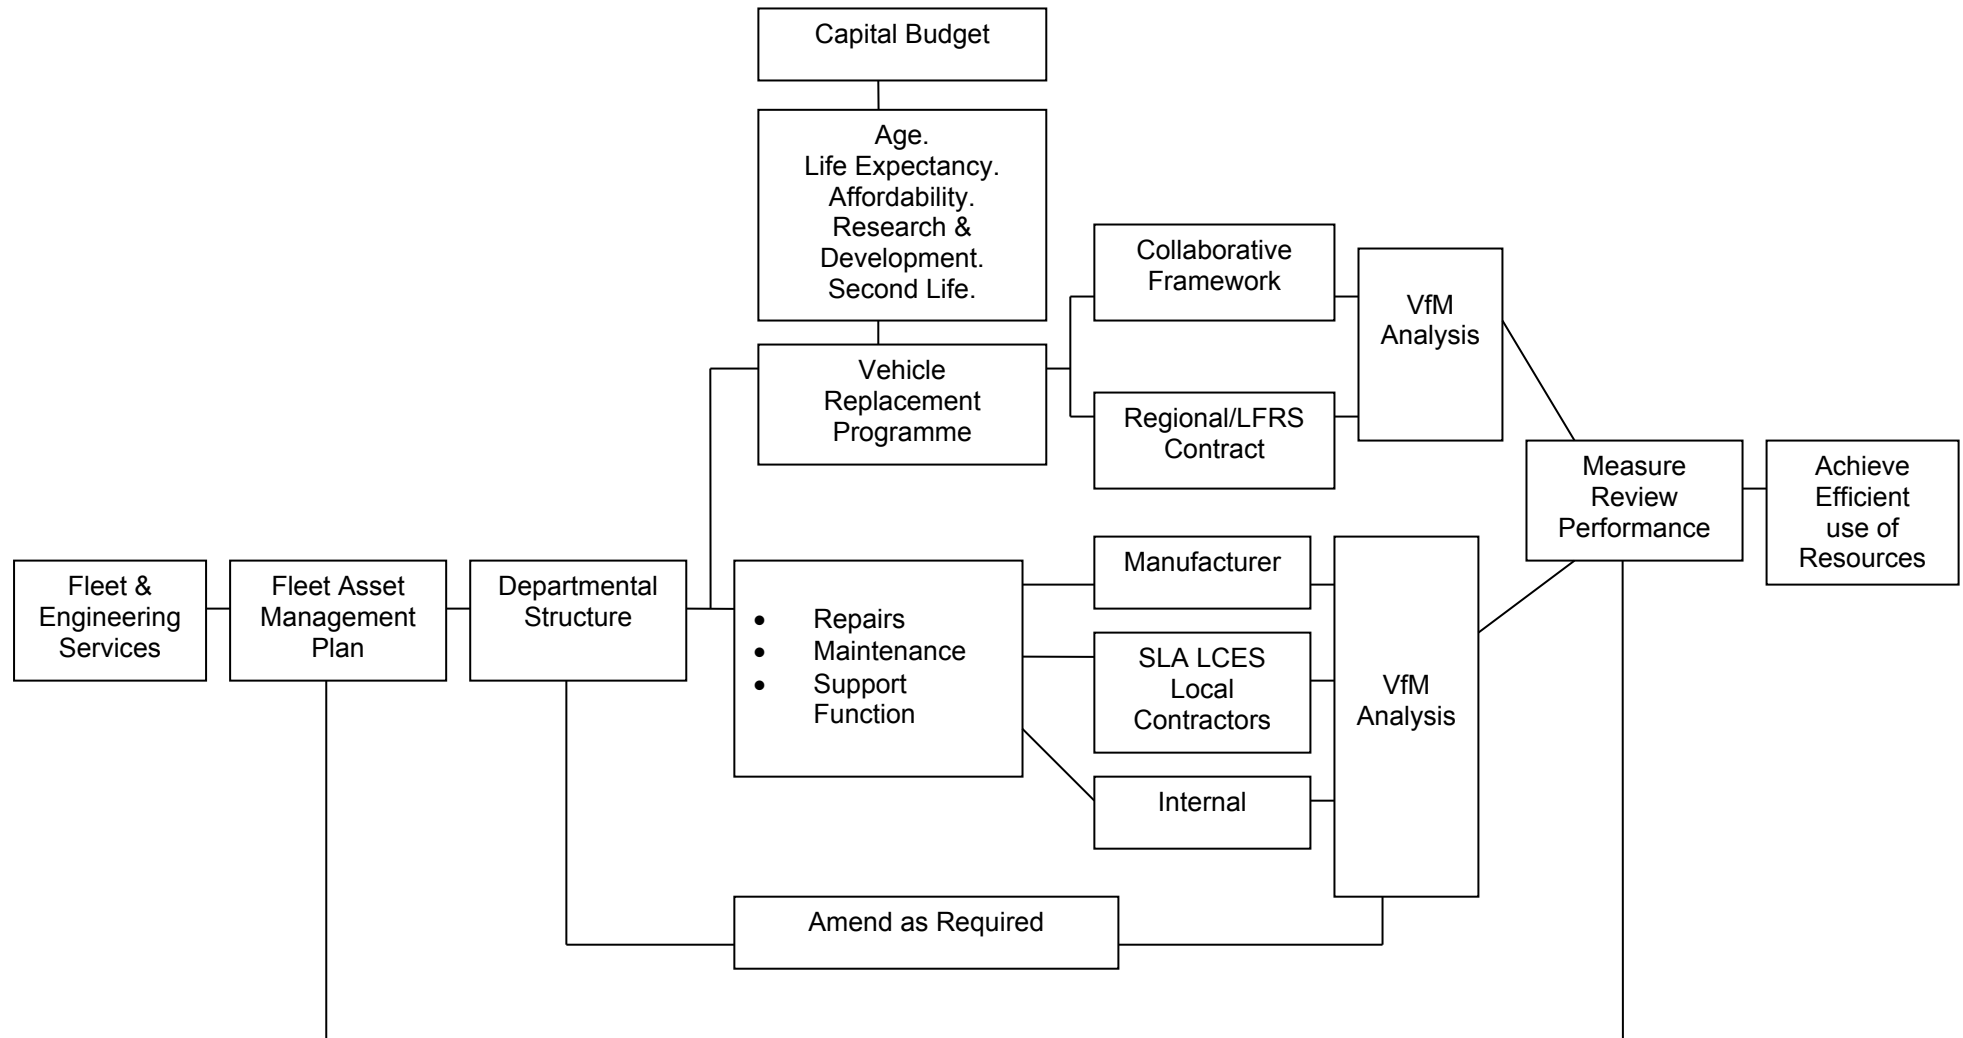 Capital Budget
Age.
Life Expectancy.
Affordability.
Research &
Development.
Second Life.
Vehicle
Replacement
Programme
Collaborative
Framework
Regional/LFRS
Contract
VfM
Analysis
Measure
Review
Performance
Achieve
Efficient
use of
Resources
Fleet &
Engineering
Services
Fleet Asset
Management
Plan
Departmental
Structure
• Repairs
• Maintenance
• Support
Function
Manufacturer
SLA LCES
Local
Contractors
Internal
VfM
Analysis
Amend as Required